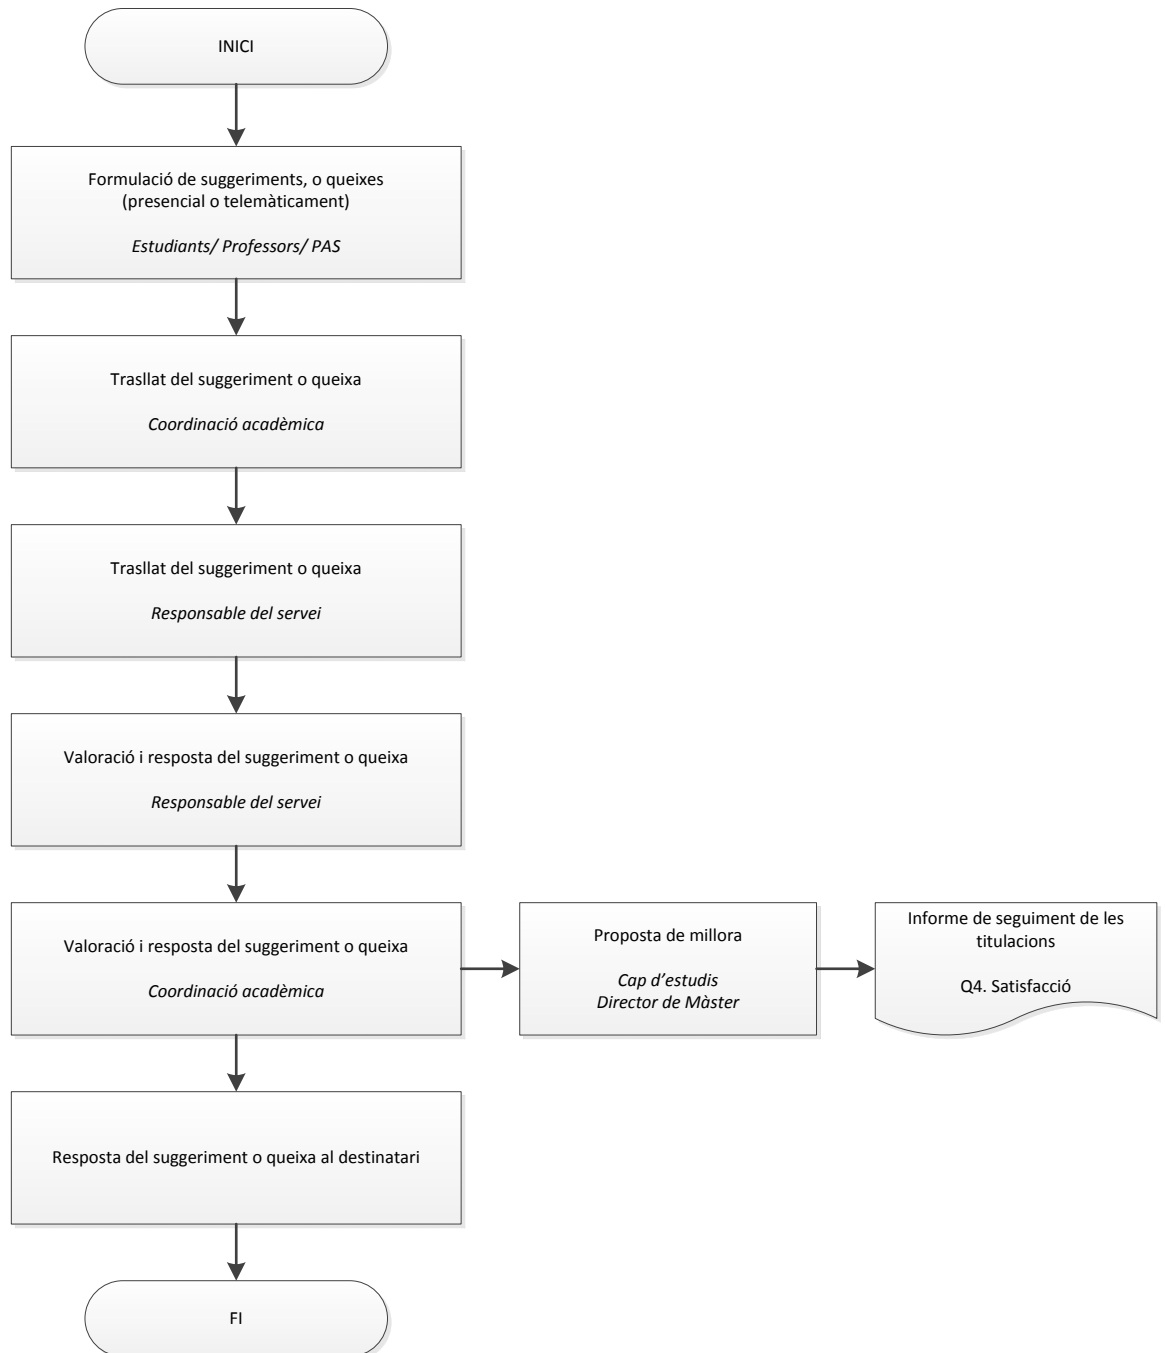 INICI
Formulació de suggeriments, o queixes
(presencial o telemàticament)
Estudiants/ Professors/ PAS
Trasllat del suggeriment o queixa
Coordinació acadèmica
Trasllat del suggeriment o queixa
Responsable del servei
Valoració i resposta del suggeriment o queixa
Responsable del servei
Valoració i resposta del suggeriment o queixa
Coordinació acadèmica
Proposta de millora
Cap d’estudis
Director de Màster
Informe de seguiment de les
titulacions
Q4. Satisfacció
Resposta del suggeriment o queixa al destinatari
FI